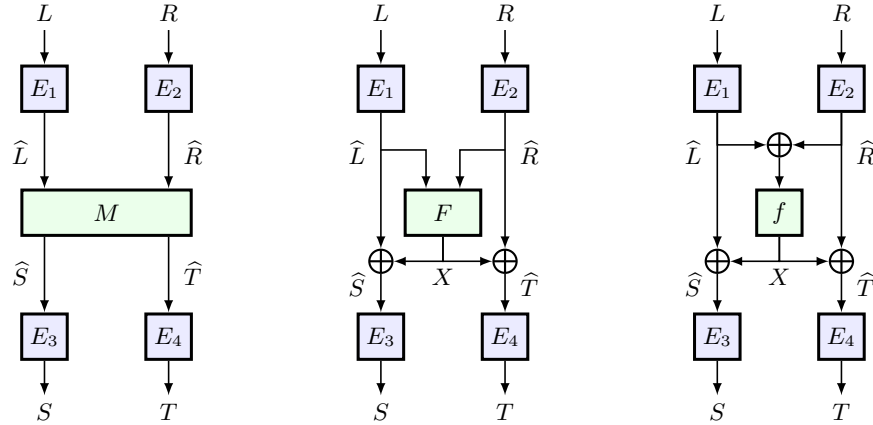 L R L R L R
E₁ E₂ E₁ E₂ E₁ E₂
L̂ R̂ L̂ R̂ L̂ R̂
M F f
Ŝ T̂ Ŝ X T̂ Ŝ X T̂
E₃ E₄ E₃ E₄ E₃ E₄
S T S T S T